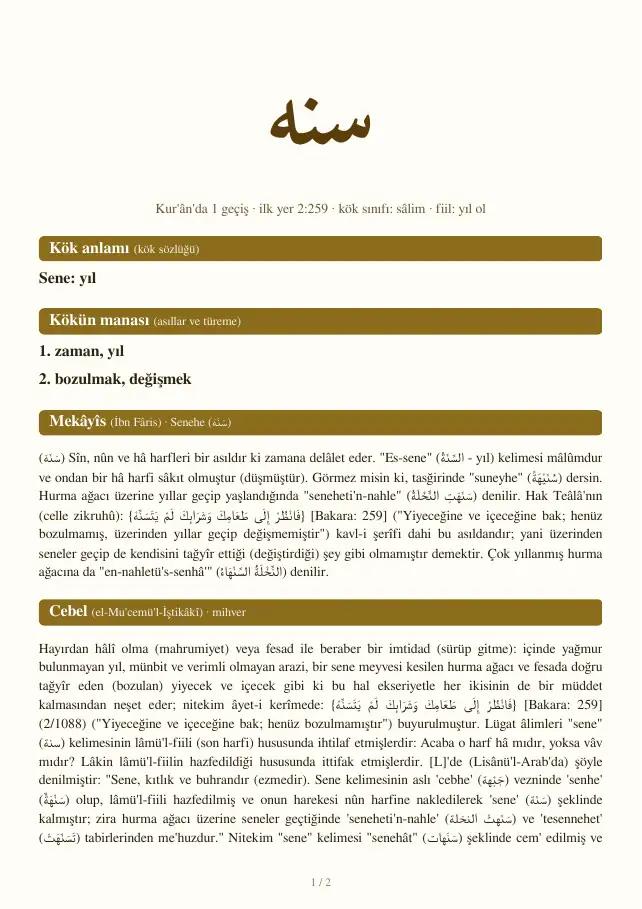 سنه
Kur'ân'da 1 geçiş · ilk yer 2:259 · kök sınıfı: sâlim · fiil: yıl ol
Kök anlamı (kök sözlüğü)
Sene: yıl
Kökün manası (asıllar ve türeme)
1. zaman, yıl
2. bozulmak, değişmek
Mekâyîs (İbn Fâris) · Senehe (سَنَهَ)
(سَنَهَ) Sîn, nûn ve hâ harfleri bir asıldır ki zamana delâlet eder. "Es-sene" (السَّنَةُ - yıl) kelimesi mâlûmdur
ve ondan bir hâ harfi sâkıt olmuştur (düşmüştür). Görmez misin ki, tasğirinde "suneyhe" (سُنَيْهَةٌ) dersin.
Hurma ağacı üzerine yıllar geçip yaşlandığında "seneheti'n-nahle" (سَنَهَتِ النَّخْلَةُ) denilir. Hak Teâlâ'nın
(celle zikruhû): {فَانْظُرْ إِلَى طَعَامِكَ وَشَرَابِكَ لَمْ يَتَسَنَّهْ} [Bakara: 259] ("Yiyeceğine ve içeceğine bak; henüz
bozulmamış, üzerinden yıllar geçip değişmemiştir") kavl-i şerîfi dahi bu asıldandır; yani üzerinden
seneler geçip de kendisini tağyîr ettiği (değiştirdiği) şey gibi olmamıştır demektir. Çok yıllanmış hurma
ağacına da "en-nahletü's-senhâ'" (النَّخْلَةُ السَّنْهَاءُ) denilir.
Cebel (el-Mu'cemü'l-İştikâkî) · mihver
Hayırdan hâlî olma (mahrumiyet) veya fesad ile beraber bir imtidad (sürüp gitme): içinde yağmur
bulunmayan yıl, münbit ve verimli olmayan arazi, bir sene meyvesi kesilen hurma ağacı ve fesada doğru
tağyîr eden (bozulan) yiyecek ve içecek gibi ki bu hal ekseriyetle her ikisinin de bir müddet
kalmasından neşet eder; nitekim âyet-i kerîmede: {فَانْظُرْ إِلَى طَعَامِكَ وَشَرَابِكَ لَمْ يَتَسَنَّهْ} [Bakara: 259]
(2/1088) ("Yiyeceğine ve içeceğine bak; henüz bozulmamıştır") buyurulmuştur. Lügat âlimleri "sene"
(سنة) kelimesinin lâmü'l-fiili (son harfi) hususunda ihtilaf etmişlerdir: Acaba o harf hâ mıdır, yoksa vâv
mıdır? Lâkin lâmü'l-fiilin hazfedildiği hususunda ittifak etmişlerdir. [L]'de (Lisânü'l-Arab'da) şöyle
denilmiştir: "Sene, kıtlık ve buhrandır (ezmedir). Sene kelimesinin aslı 'cebhe' (جَبْهة) vezninde 'senhe'
(سَنْهَةٌ) olup, lâmü'l-fiili hazfedilmiş ve onun harekesi nûn harfine nakledilerek 'sene' (سَنَة) şeklinde
kalmıştır; zira hurma ağacı üzerine seneler geçtiğinde 'seneheti'n-nahle' (سَنَهتْ النخلة) ve 'tesennehet'
(تَسَنَّهَتْ) tabirlerinden me'huzdur." Nitekim "sene" kelimesi "senehât" (سَنَهات) şeklinde cem' edilmiş ve
1 / 2